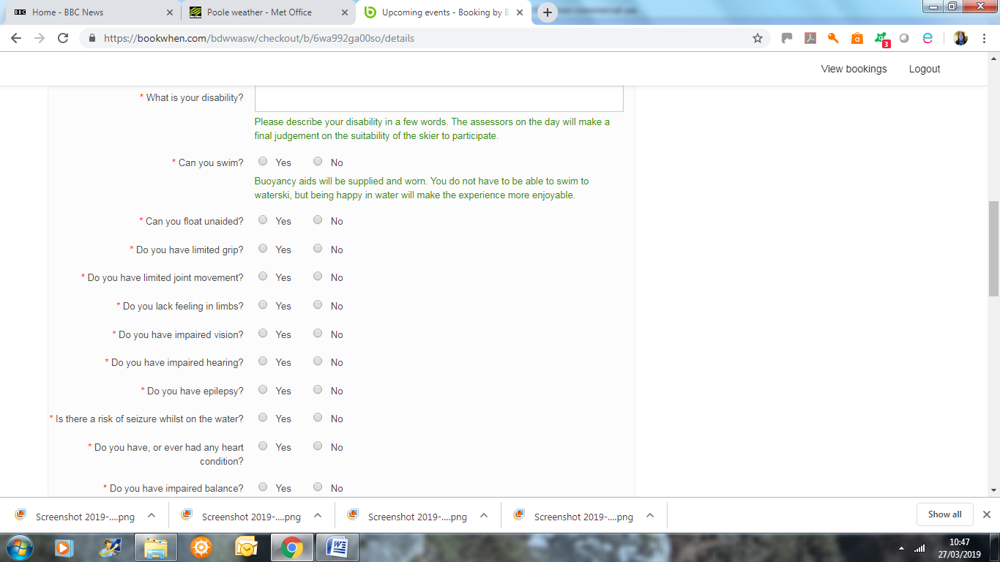 Home - BBC News
Poole weather - Met Office
Upcoming events - Booking by B
https://bookwhen.com/bdwwasw/checkout/b/6wa992ga00so/details
3
View bookings Logout
* What is your disability?
Please describe your disability in a few words. The assessors on the day will make a
final judgement on the suitability of the skier to participate.
* Can you swim? Yes No
Buoyancy aids will be supplied and worn. You do not have to be able to swim to
waterski, but being happy in water will make the experience more enjoyable.
* Can you float unaided? Yes No
* Do you have limited grip? Yes No
* Do you have limited joint movement? Yes No
* Do you lack feeling in limbs? Yes No
* Do you have impaired vision? Yes No
* Do you have impaired hearing? Yes No
* Do you have epilepsy? Yes No
* Is there a risk of seizure whilst on the water? Yes No
* Do you have, or ever had any heart Yes No
condition?
* Do you have impaired balance? Yes No
Screenshot 2019-....png Screenshot 2019-....png Screenshot 2019-....png Screenshot 2019-....png Show all
10:47
27/03/2019